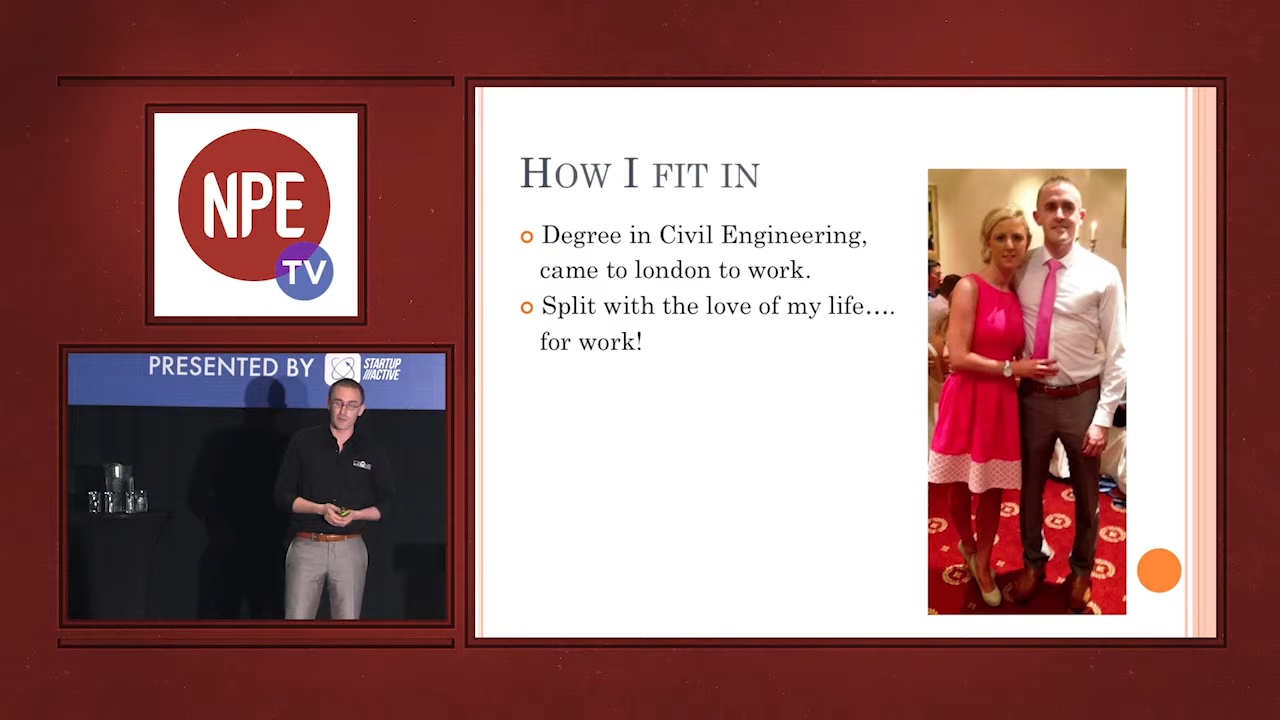 NPE
TV
PRESENTED BY STARTUP
ACTIVE
How I fit in
Degree in Civil Engineering,
came to london to work.
Split with the love of my life....
for work!